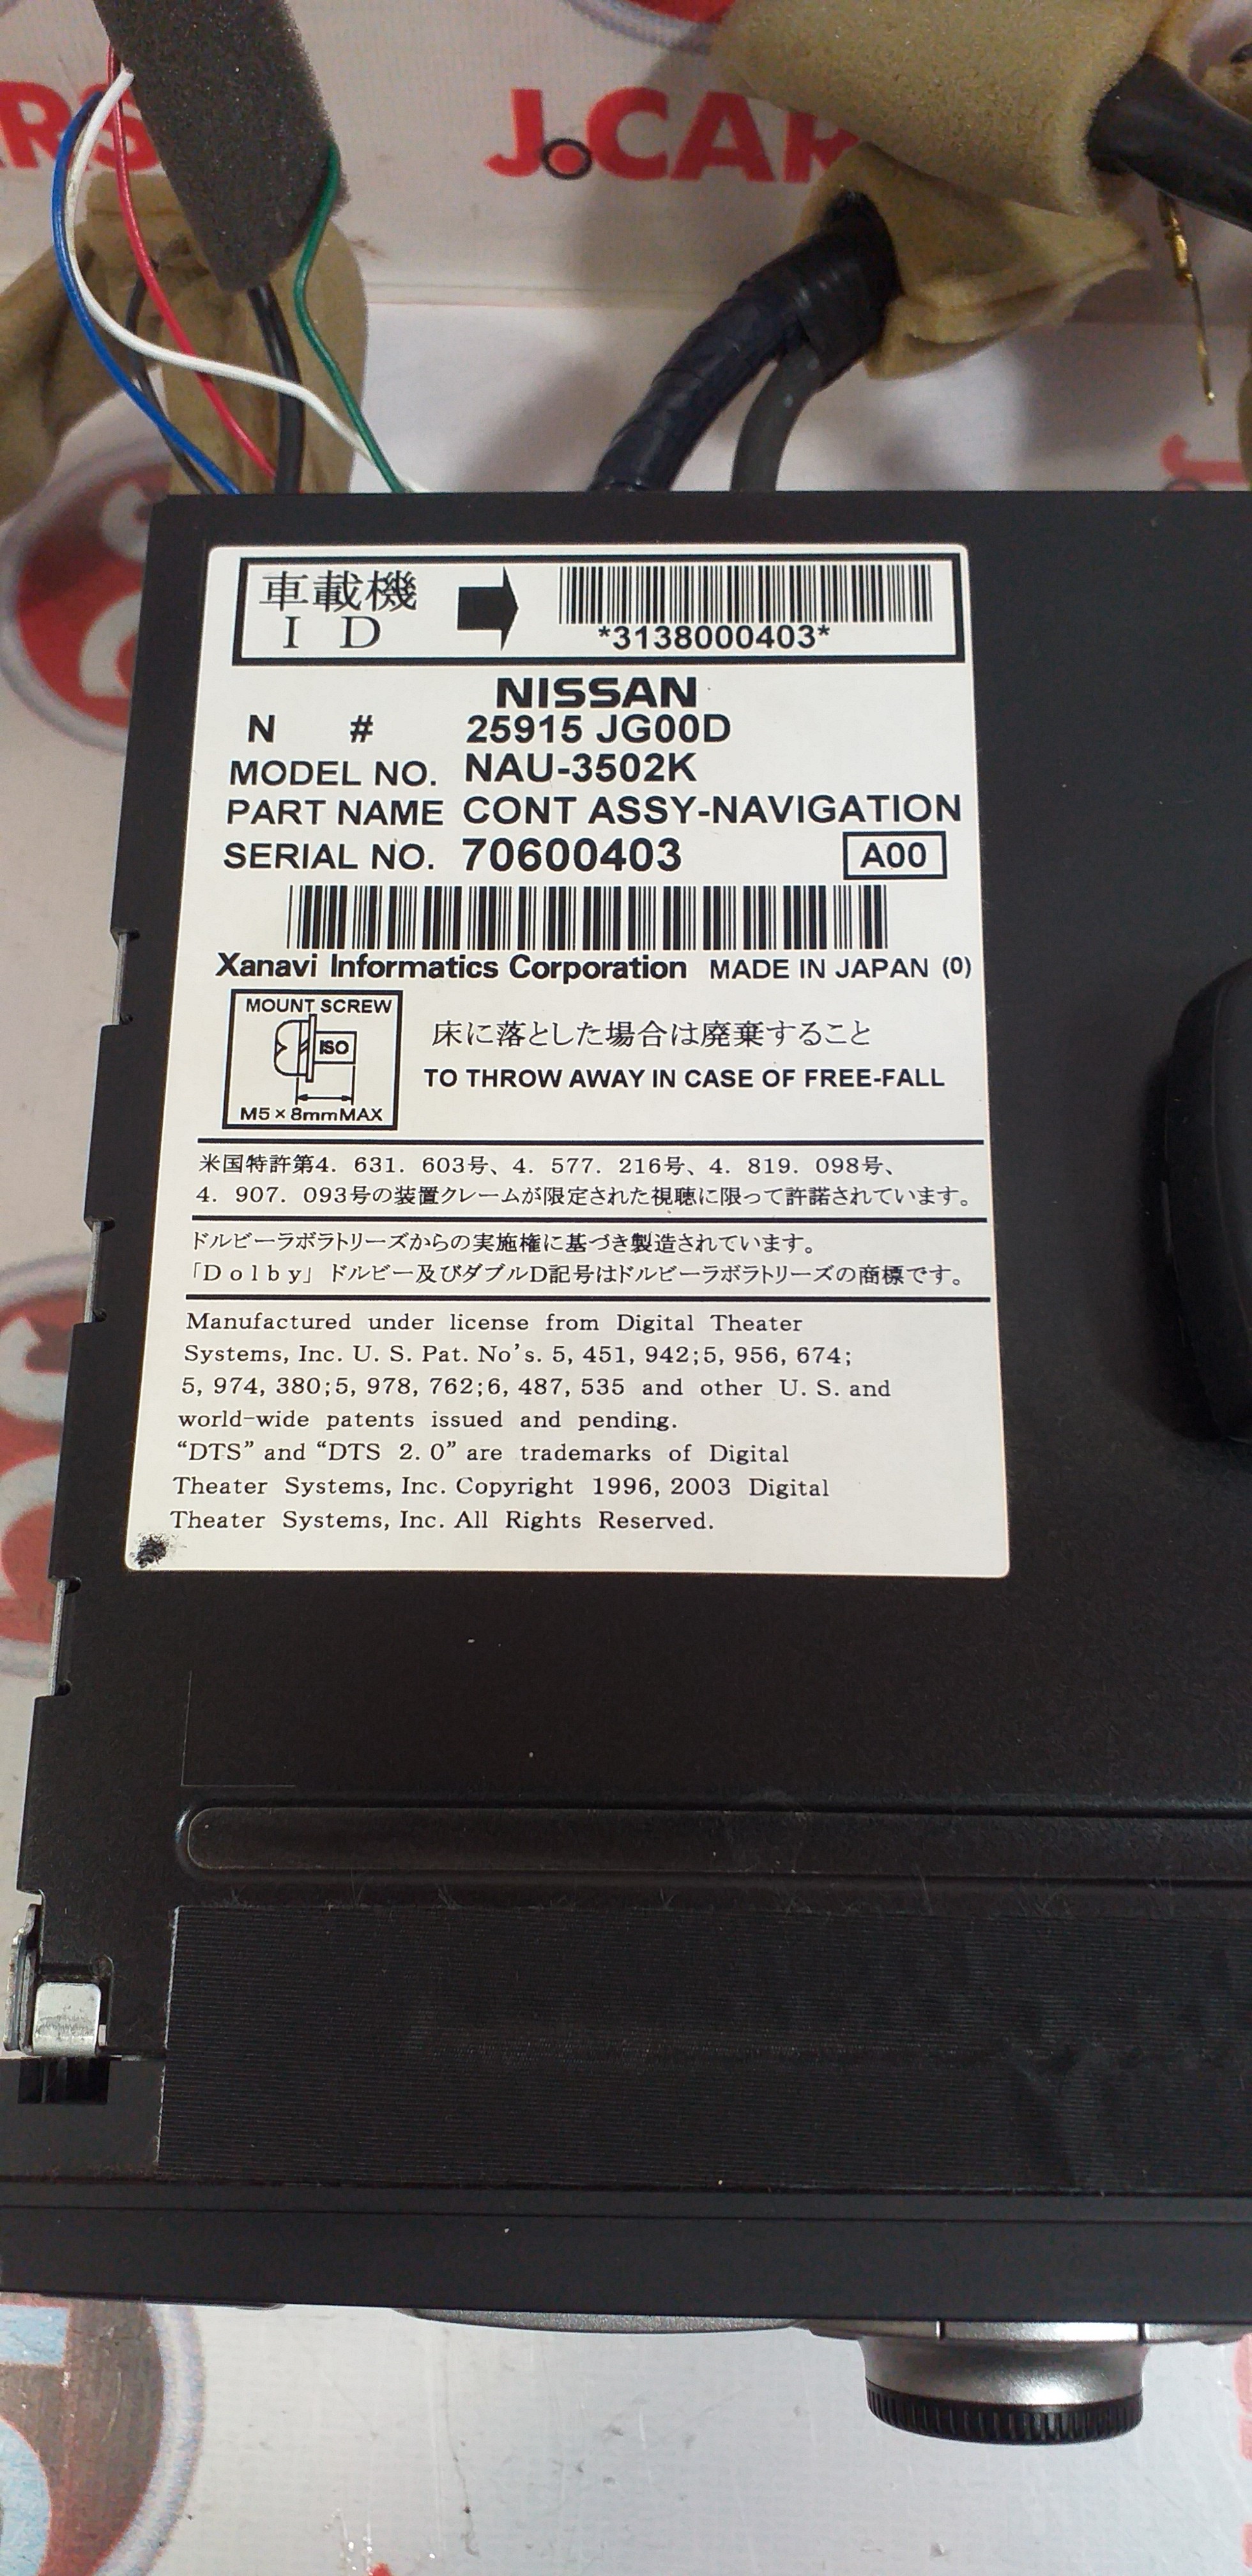 J.CARS
車載機
ID
*3138000403*
NISSAN
N # 25915 JG00D
MODEL NO. NAU-3502K
PART NAME CONT ASSY-NAVIGATION
SERIAL NO. 70600403 A00
Xanavi Informatics Corporation MADE IN JAPAN (0)
MOUNT SCREW
ISO
M5×8mmMAX
床に落とした場合は廃棄すること
TO THROW AWAY IN CASE OF FREE-FALL
米国特許第4. 631. 603号、4. 577. 216号、4. 819. 098号、
4. 907. 093号の装置クレームが限定された視聴に限って許諾されています。
ドルビーラボラトリーズからの実施権に基づき製造されています。
「Dolby」 ドルビー及びダブルD記号はドルビーラボラトリーズの商標です。
Manufactured under license from Digital Theater
Systems, Inc. U. S. Pat. No's. 5, 451, 942;5, 956, 674;
5, 974, 380;5, 978, 762;6, 487, 535 and other U. S. and
world-wide patents issued and pending.
“DTS” and “DTS 2. 0” are trademarks of Digital
Theater Systems, Inc. Copyright 1996, 2003 Digital
Theater Systems, Inc. All Rights Reserved.